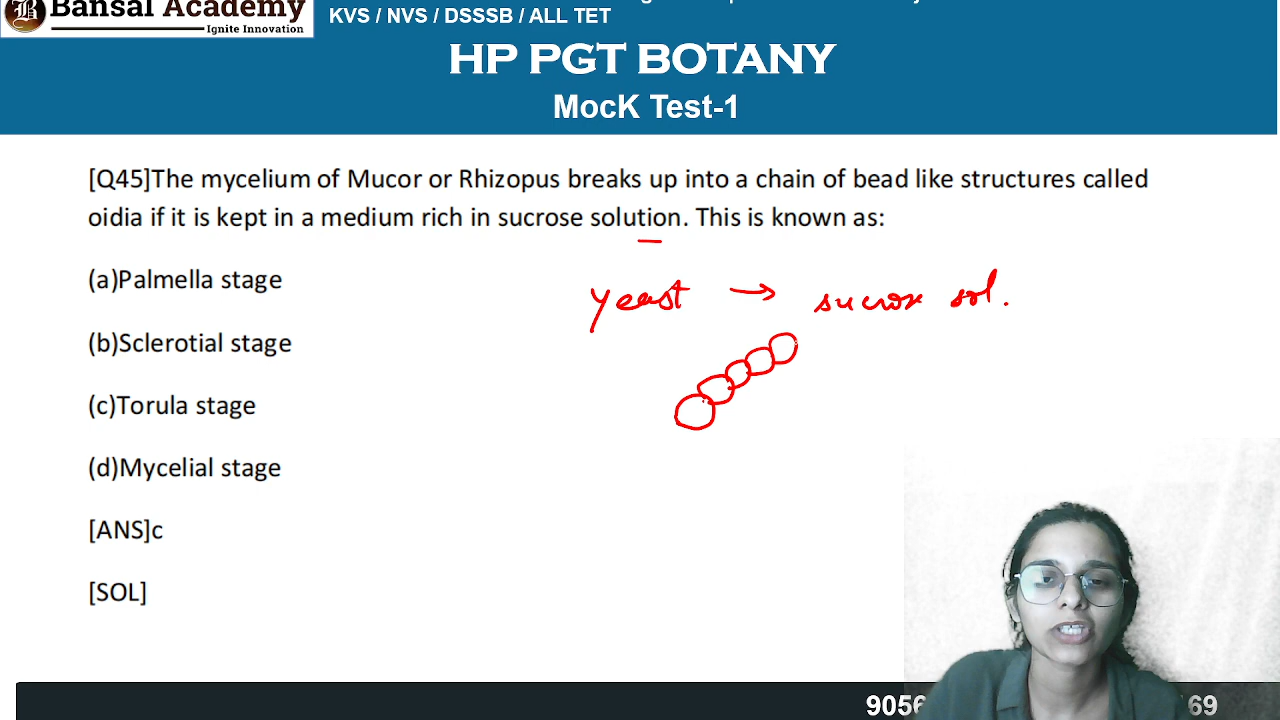 Bansal Academy
Ignite Innovation
KVS / NVS / DSSSB / ALL TET
HP PGT BOTANY
MocK Test-1
[Q45]The mycelium of Mucor or Rhizopus breaks up into a chain of bead like structures called
oidia if it is kept in a medium rich in sucrose solution. This is known as:
(a)Palmella stage
yeast → sucrose sol.
(b)Sclerotial stage
(c)Torula stage
(d)Mycelial stage
[ANS]c
[SOL]
9056
69